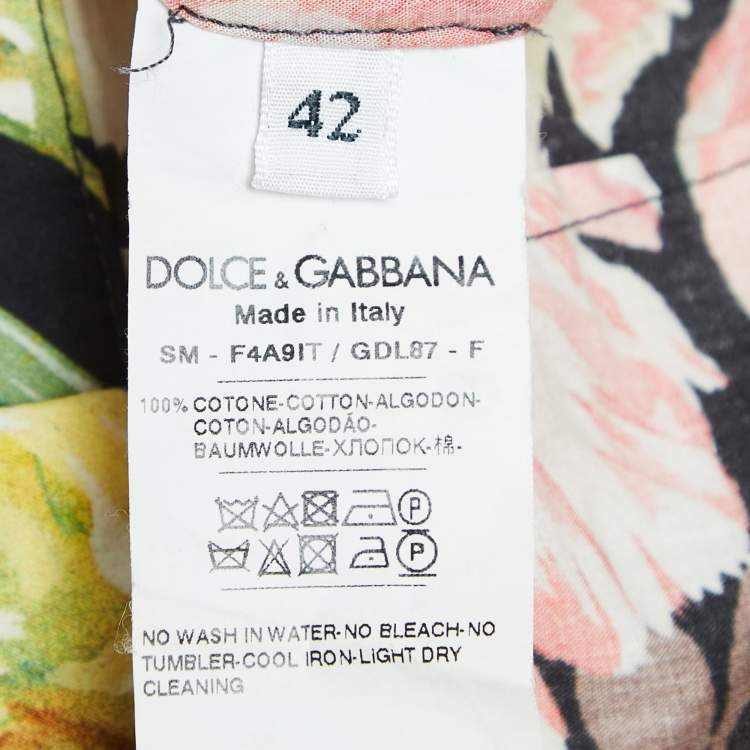 42
DOLCE & GABBANA
Made in Italy
SM - F4A9IT / GDL87 - F
100% COTONE-COTTON-ALGODON-
COTON-ALGODÃO-
BAUMWOLLE-ХЛОПОК-棉-
P
P
NO WASH IN WATER-NO BLEACH-NO
TUMBLER-COOL IRON-LIGHT DRY
CLEANING